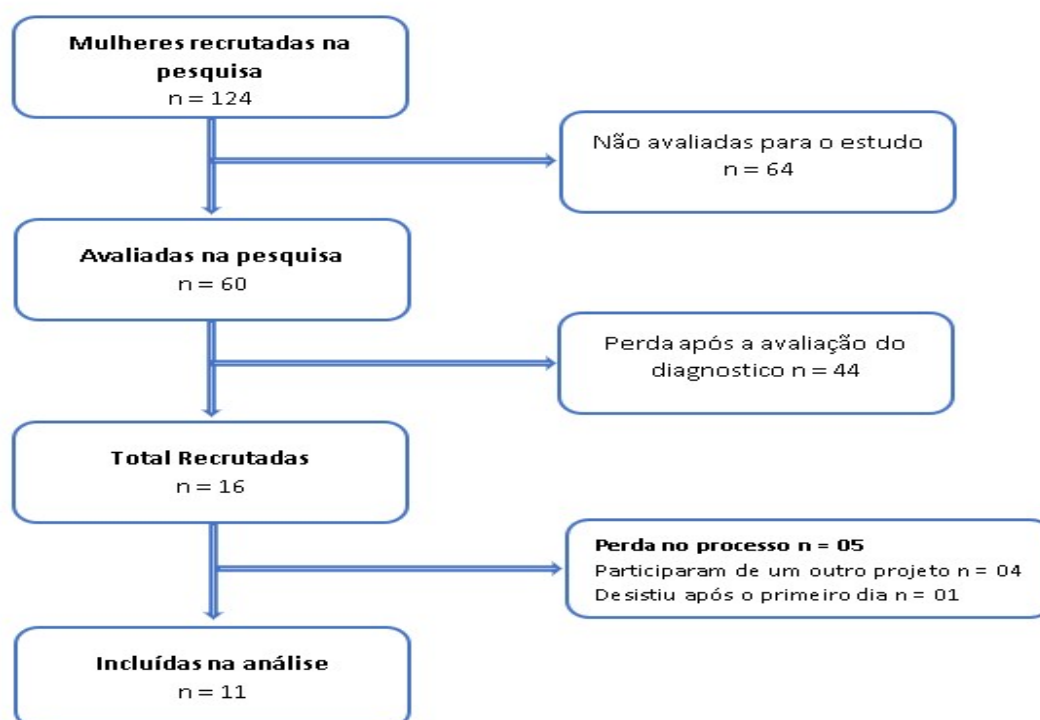 Mulheres recrutadas na
pesquisa
n = 124
Não avaliadas para o estudo
n = 64
Avaliadas na pesquisa
n = 60
Perda após a avaliação do
diagnostico n = 44
Total Recrutadas
n = 16
Perda no processo n = 05
Participaram de um outro projeto n = 04
Desistiu após o primeiro dia n = 01
Incluídas na análise
n = 11